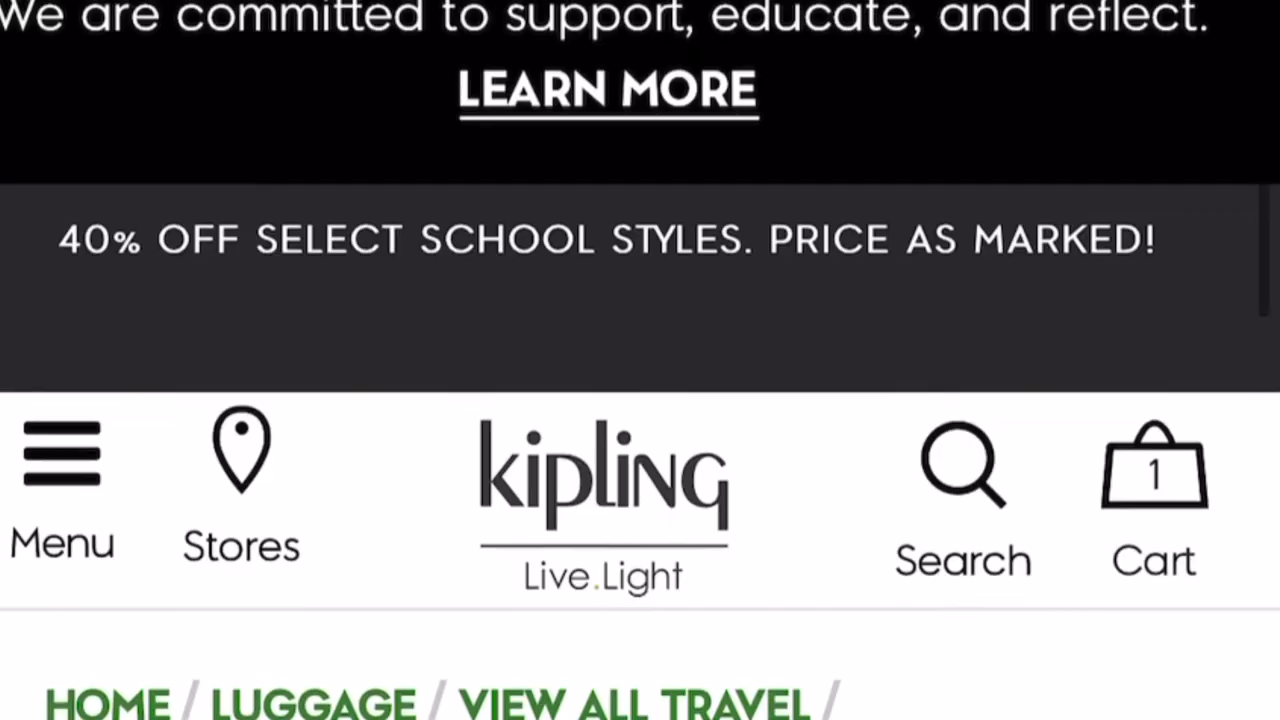 We are committed to support, educate, and reflect.
LEARN MORE
40% OFF SELECT SCHOOL STYLES. PRICE AS MARKED!
kipling
1
Menu
Stores
Live.Light
Search
Cart
HOME / LUGGAGE / VIEW ALL TRAVEL /